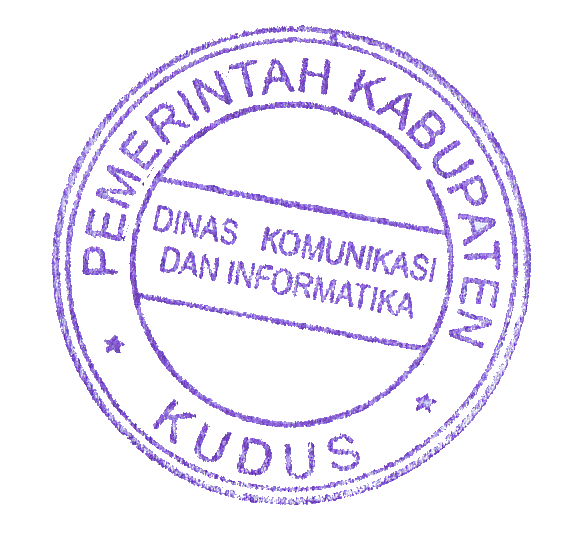 PEMERINTAH KABUPATEN
DINAS KOMUNIKASI
DAN INFORMATIKA
KUDUS